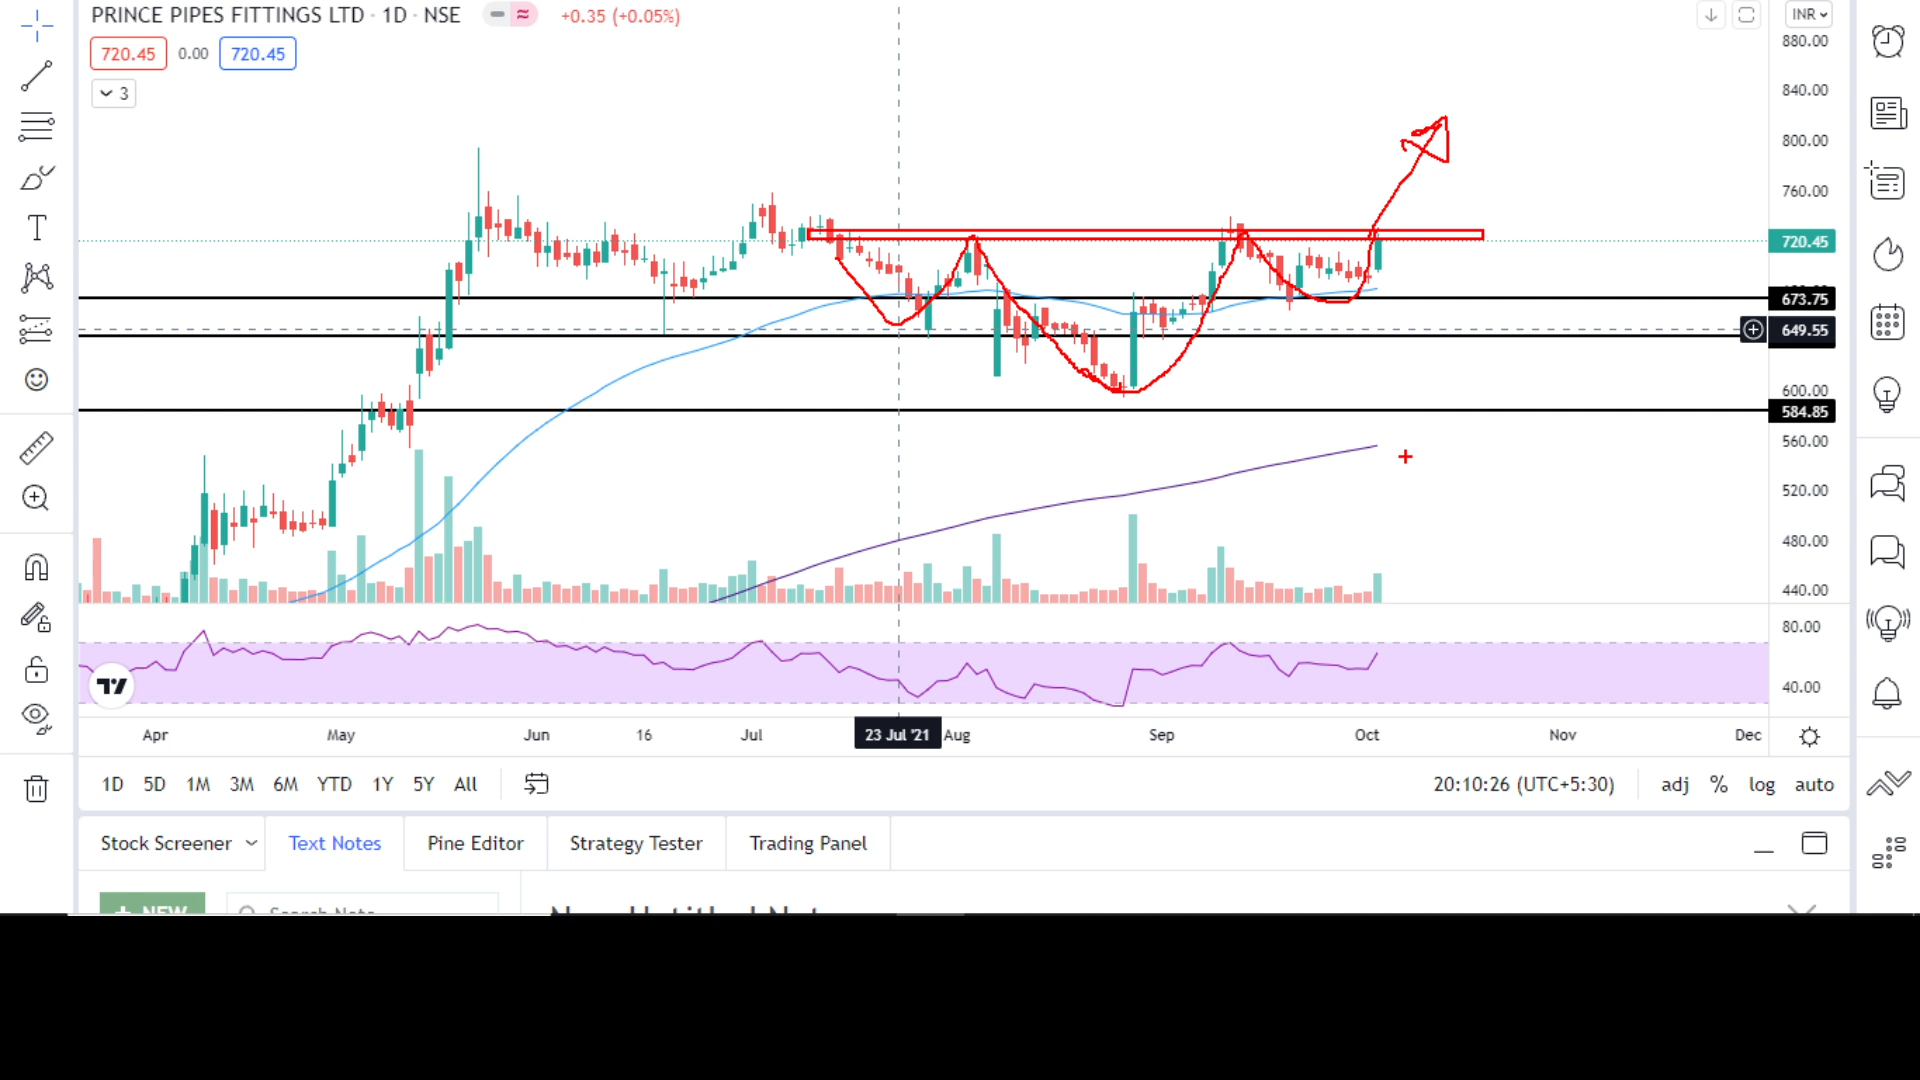 PRINCE PIPES FITTINGS LTD · 1D · NSE
+0.35 (+0.05%)
INR
720.45 0.00 720.45
3
880.00
840.00
800.00
760.00
720.45
673.75
649.55
600.00
584.85
560.00
520.00
480.00
440.00
80.00
40.00
Apr May Jun 16 Jul 23 Jul '21 Aug Sep Oct Nov Dec
1D 5D 1M 3M 6M YTD 1Y 5Y All
20:10:26 (UTC+5:30) adj % log auto
Stock Screener Text Notes Pine Editor Strategy Tester Trading Panel
+ NEW Search Note